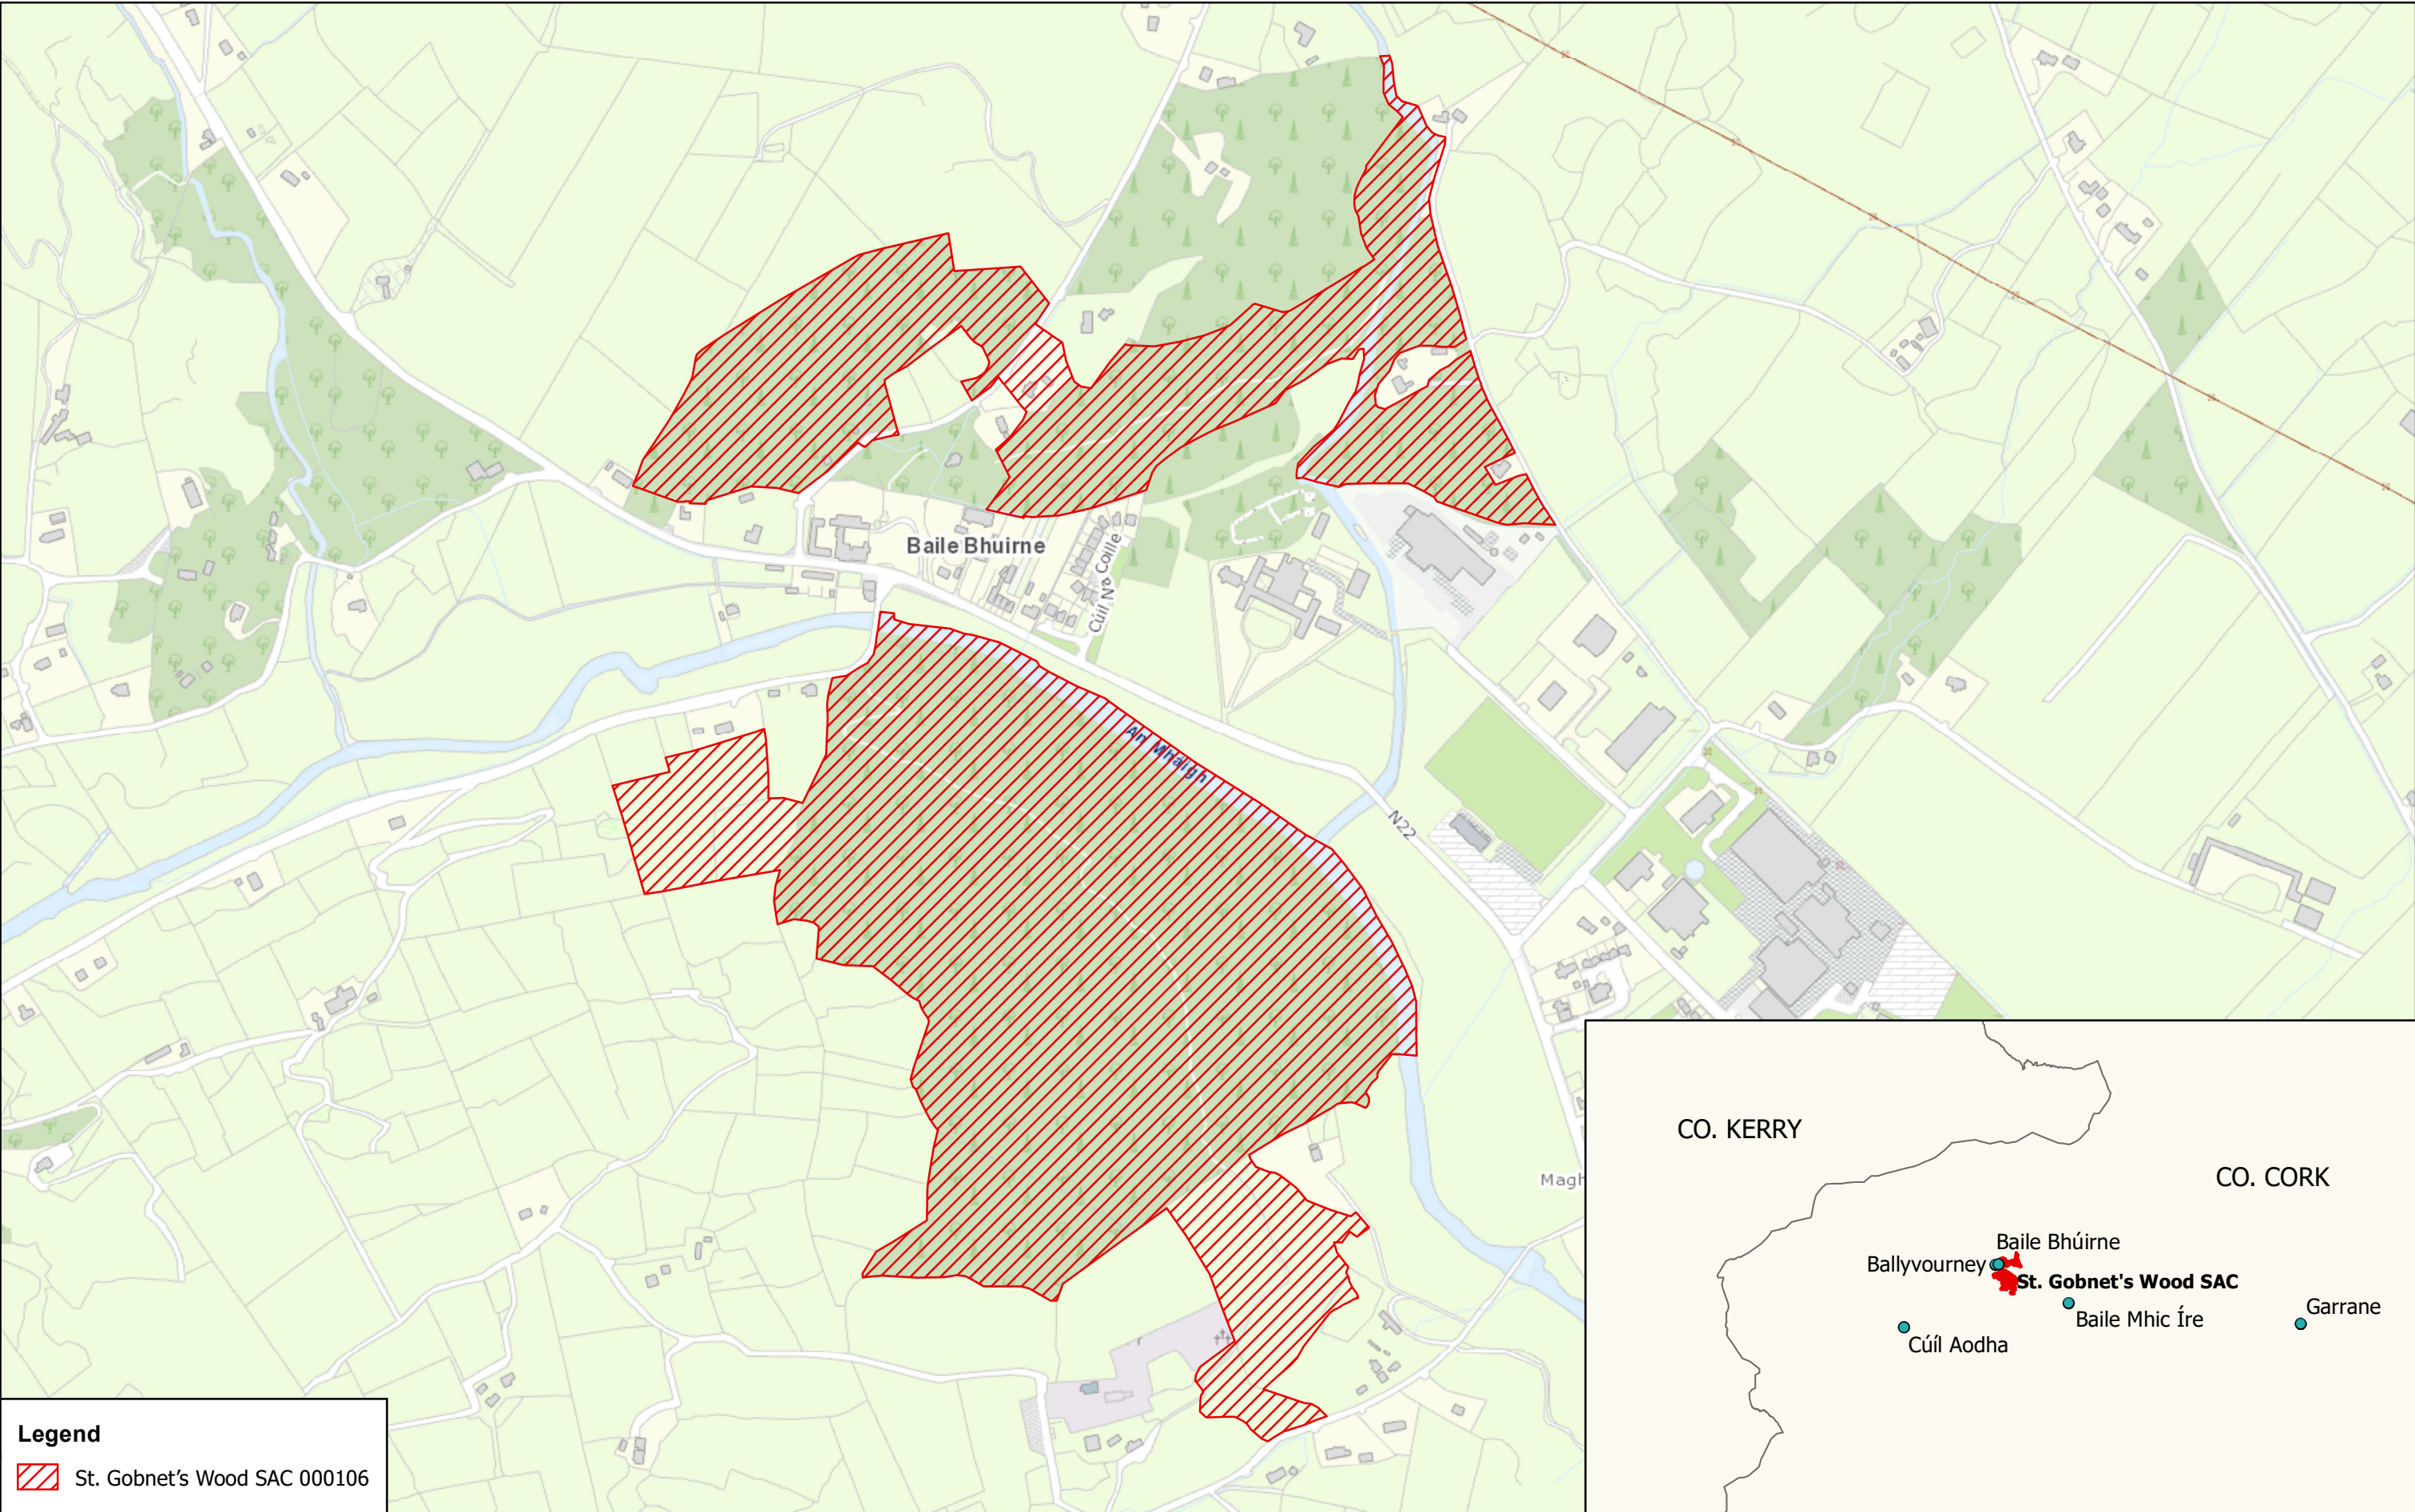 Baile Bhuirne
Cúil Na Coille
An Mhaigh
N22
Magh
CO. KERRY
CO. CORK
Baile Bhúirne
Ballyvourney
St. Gobnet's Wood SAC
Garrane
Baile Mhic Íre
Cúíl Aodha
Legend
St. Gobnet’s Wood SAC 000106